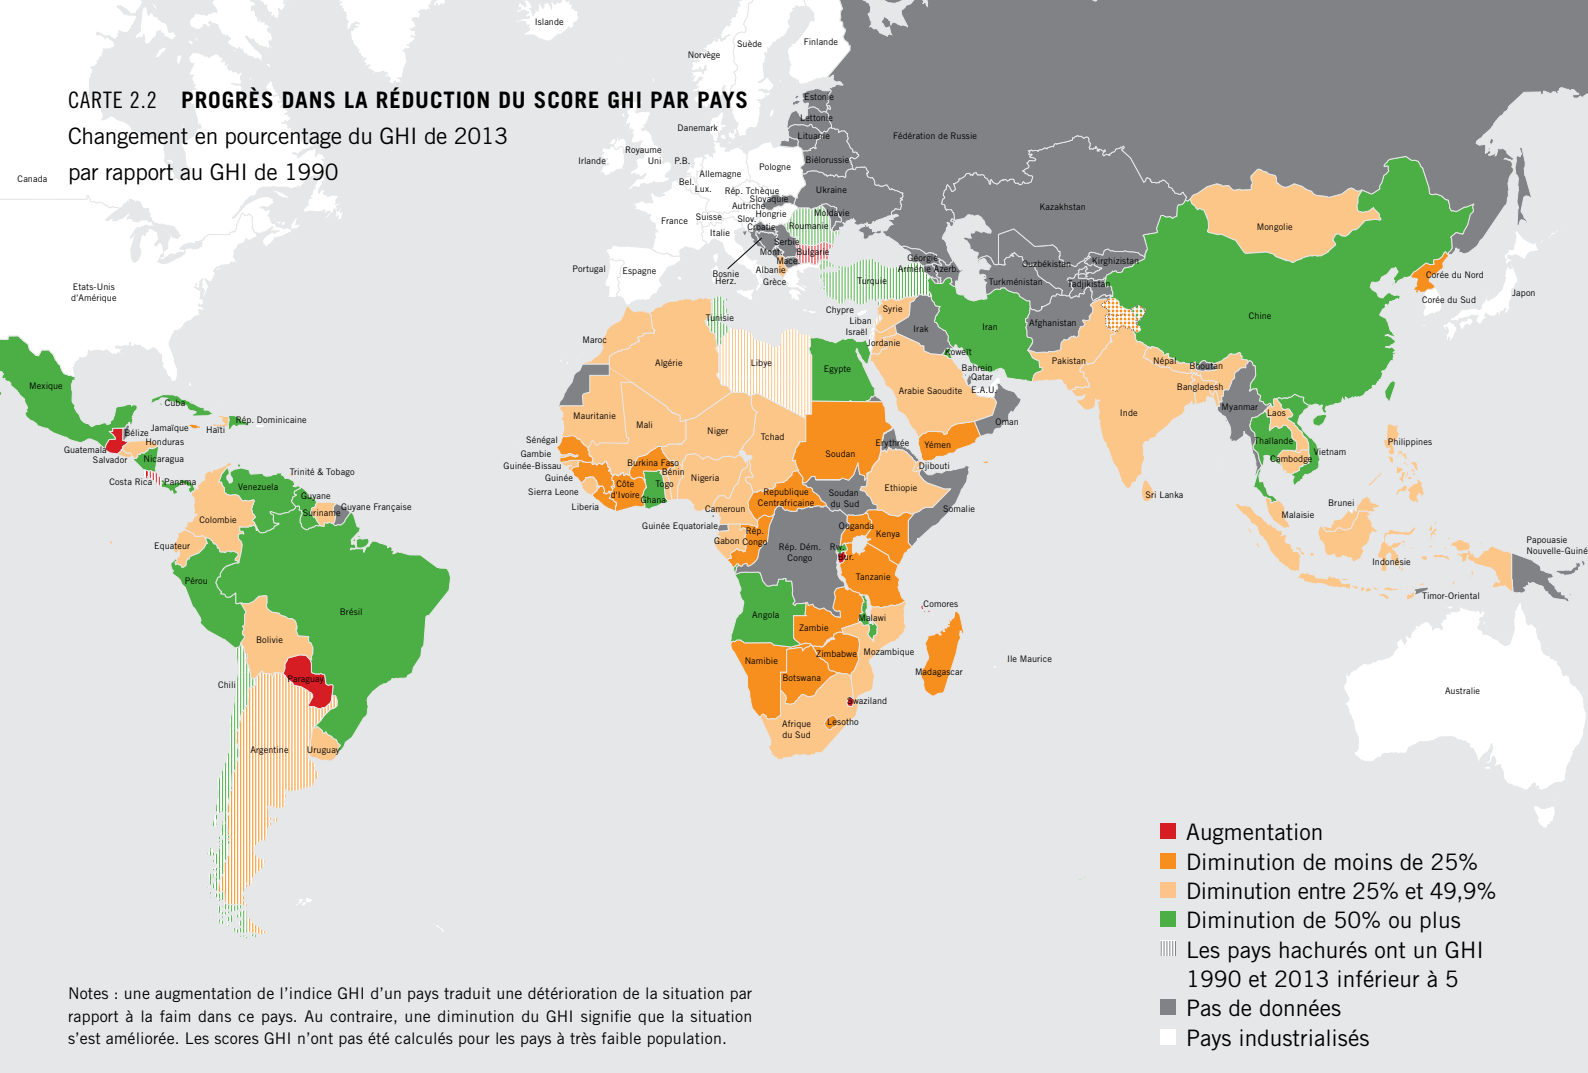 CARTE 2.2 PROGRÈS DANS LA RÉDUCTION DU SCORE GHI PAR PAYS
Changement en pourcentage du GHI de 2013
par rapport au GHI de 1990
Islande
Norvège
Suède
Finlande
Estonie
Lettonie
Lituanie
Danemark
Irlande
Royaume
Uni
P.B.
Bel.
Lux.
Allemagne
Pologne
Biélorussie
Fédération de Russie
Ukraine
Rép. Tchèque
Slovaquie
Autriche
Hongrie
Moldavie
France
Suisse
Slov.
Croatie
Roumanie
Italie
Serbie
Mont.
Bulgarie
Mace.
Bosnie
Herz.
Albanie
Grèce
Portugal
Espagne
Turquie
Chypre
Géorgie
Arménie
Azerb.
Kazakhstan
Ouzbékistan
Kirghizistan
Turkménistan
Tadjikistan
Mongolie
Corée du Nord
Corée du Sud
Japon
Chine
Canada
Etats-Unis
d'Amérique
Mexique
Cuba
Jamaïque
Haïti
Rép. Dominicaine
Bélize
Honduras
Guatemala
Salvador
Nicaragua
Costa Rica
Panama
Trinité & Tobago
Venezuela
Guyane
Suriname
Guyane Française
Colombie
Equateur
Pérou
Brésil
Bolivie
Paraguay
Chili
Argentine
Uruguay
Maroc
Algérie
Tunisie
Libye
Egypte
Liban
Israël
Syrie
Jordanie
Irak
Iran
Koweït
Bahrein
Qatar
E.A.U.
Arabie Saoudite
Oman
Yémen
Afghanistan
Pakistan
Népal
Bhoutan
Bangladesh
Inde
Sri Lanka
Myanmar
Laos
Thaïlande
Vietnam
Cambodge
Philippines
Brunei
Malaisie
Indonésie
Timor-Oriental
Papouasie
Nouvelle-Guiné
Australie
Mauritanie
Mali
Niger
Tchad
Soudan
Erythrée
Djibouti
Sénégal
Gambie
Guinée-Bissau
Guinée
Sierra Leone
Liberia
Burkina Faso
Côte
d'Ivoire
Ghana
Togo
Bénin
Nigeria
Cameroun
Republique
Centrafricaine
Soudan
du Sud
Ethiopie
Somalie
Guinée Equatoriale
Gabon
Rép.
Congo
Rép. Dém.
Congo
Ouganda
Kenya
Rw.
Bur.
Tanzanie
Angola
Zambie
Malawi
Comores
Mozambique
Zimbabwe
Namibie
Botswana
Madagascar
Ile Maurice
Swaziland
Lesotho
Afrique
du Sud
Augmentation
Diminution de moins de 25%
Diminution entre 25% et 49,9%
Diminution de 50% ou plus
Les pays hachurés ont un GHI
1990 et 2013 inférieur à 5
Pas de données
Pays industrialisés
Notes : une augmentation de l'indice GHI d'un pays traduit une détérioration de la situation par
rapport à la faim dans ce pays. Au contraire, une diminution du GHI signifie que la situation
s'est améliorée. Les scores GHI n'ont pas été calculés pour les pays à très faible population.